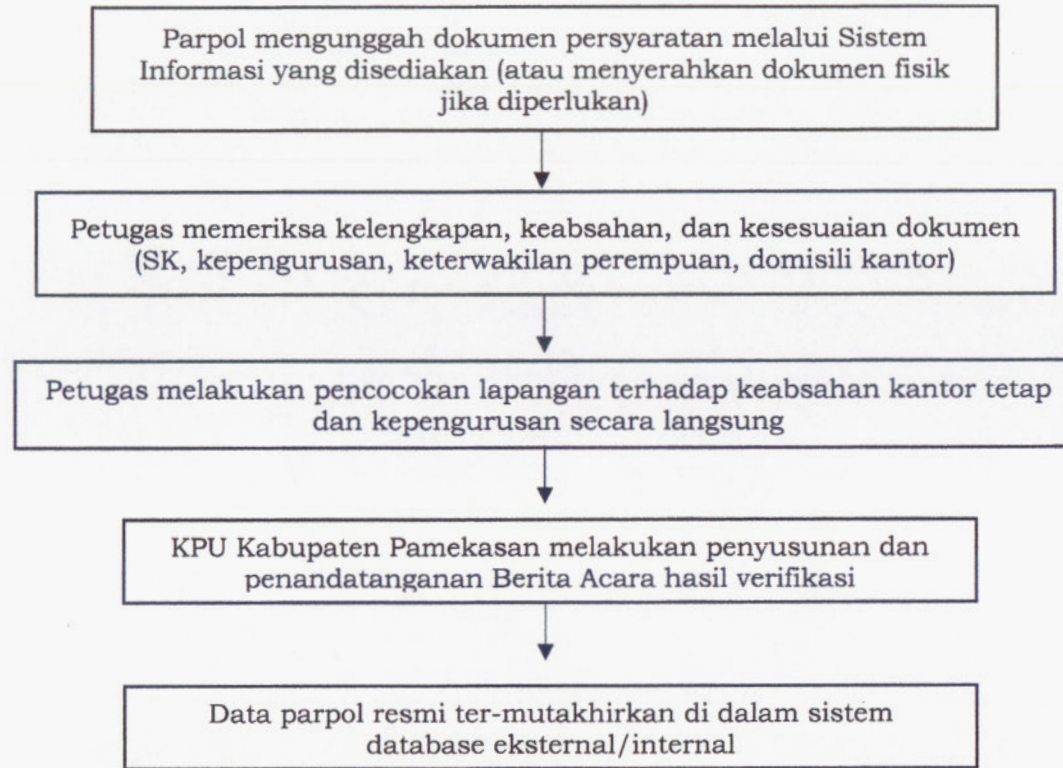 Parpol mengunggah dokumen persyaratan melalui Sistem
Informasi yang disediakan (atau menyerahkan dokumen fisik
jika diperlukan)
Petugas memeriksa kelengkapan, keabsahan, dan kesesuaian dokumen
(SK, kepengurusan, keterwakilan perempuan, domisili kantor)
Petugas melakukan pencocokan lapangan terhadap keabsahan kantor tetap
dan kepengurusan secara langsung
KPU Kabupaten Pamekasan melakukan penyusunan dan
penandatanganan Berita Acara hasil verifikasi
Data parpol resmi ter-mutakhirkan di dalam sistem
database eksternal/internal